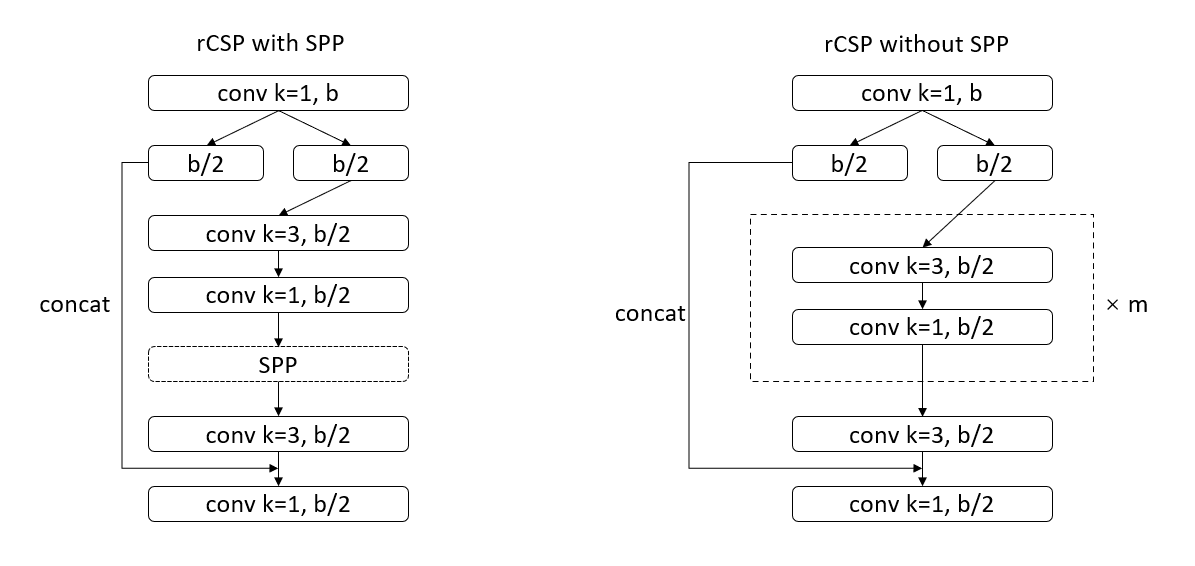 rCSP with SPP
conv k=1, b
b/2
b/2
conv k=3, b/2
conv k=1, b/2
concat
SPP
conv k=3, b/2
conv k=1, b/2
rCSP without SPP
conv k=1, b
b/2
b/2
conv k=3, b/2
× m
concat
conv k=1, b/2
conv k=3, b/2
conv k=1, b/2